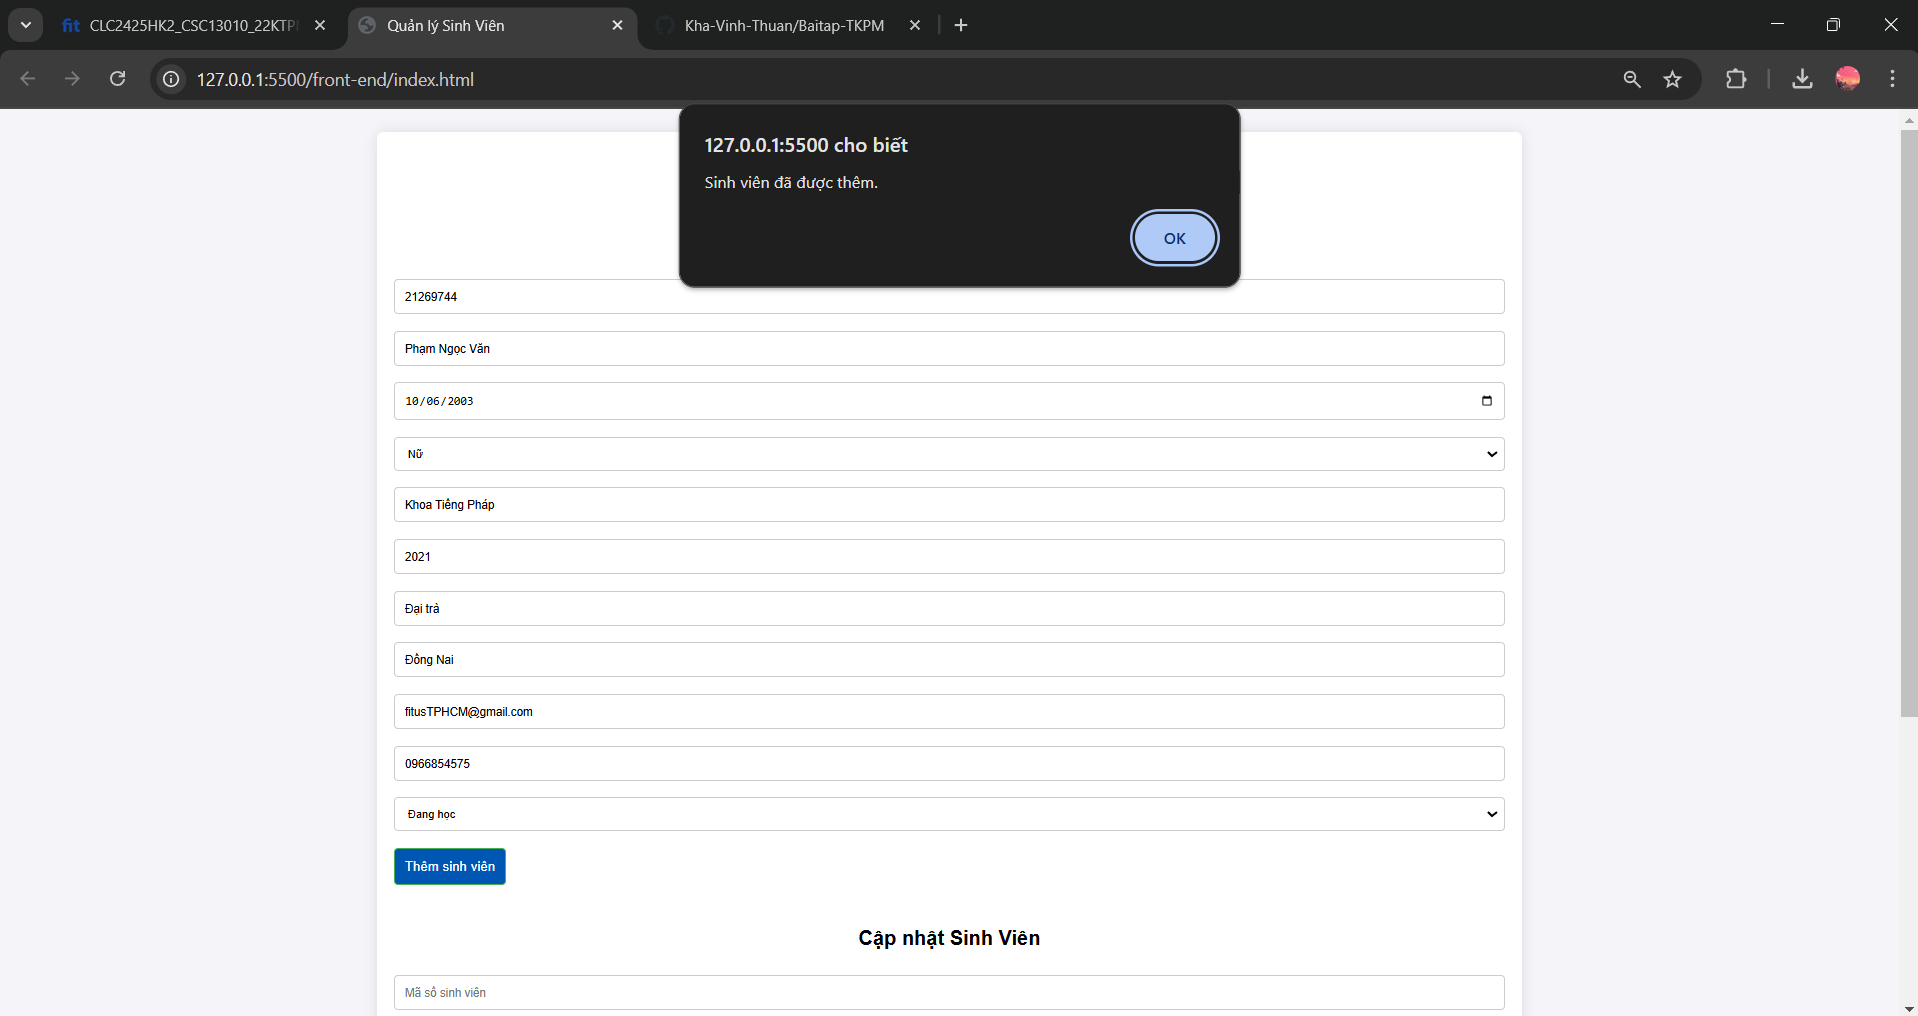 fit CLC2425HK2_CSC13010_22KTP
Quản lý Sinh Viên
Kha-Vinh-Thuan/Baitap-TKPM
127.0.0.1:5500/front-end/index.html
127.0.0.1:5500 cho biết
Sinh viên đã được thêm.
OK
21269744
Phạm Ngọc Văn
10/06/2003
Nữ
Khoa Tiếng Pháp
2021
Đại trà
Đồng Nai
fitusTPHCM@gmail.com
0966854575
Đang học
Thêm sinh viên
Cập nhật Sinh Viên
Mã số sinh viên